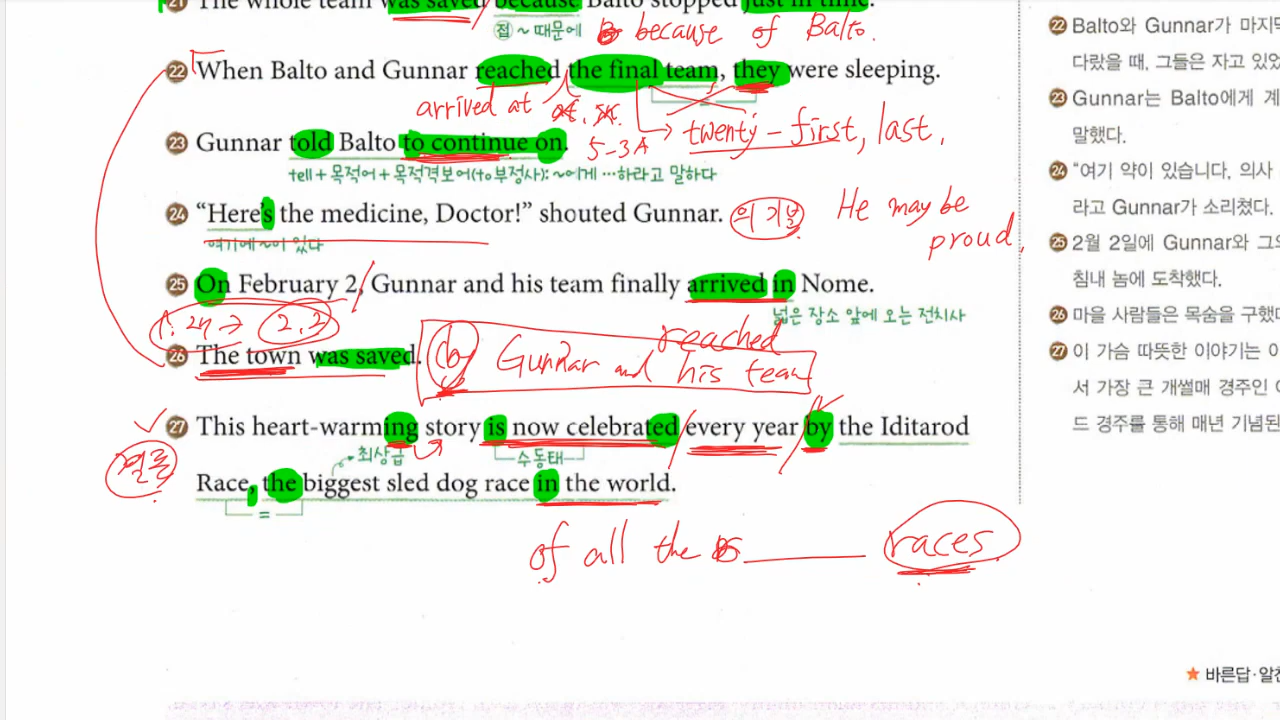 21 The whole team was saved / because Balto stopped just in time.
접 ~ 때문에 because of Balto.
22 When Balto and Gunnar reached the final team, they were sleeping.
arrived at
twenty-first, last.
23 Gunnar told Balto to continue on.
5-3A
tell + 목적어 + 목적격보어(to부정사): ~에게 …하라고 말하다
24 “Here’s the medicine, Doctor!” shouted Gunnar.
의 기분 He may be
proud.
여기에 ~이 있다
25 On February 2, Gunnar and his team finally arrived in Nome.
넓은 장소 앞에 오는 전치사
2.2
reached
26 The town was saved.
(b) Gunnar and his team
27 This heart-warming story is now celebrated / every year / by the Iditarod
최상급 수동태
Race, the biggest sled dog race in the world.
=
of all the races
22 Balto와 Gunnar가 마지막
다랐을 때, 그들은 자고 있었
23 Gunnar는 Balto에게 계
말했다.
24 “여기 약이 있습니다, 의사
라고 Gunnar가 소리쳤다.
25 2월 2일에 Gunnar와 그의
침내 놈에 도착했다.
26 마을 사람들은 목숨을 구했다
27 이 가슴 따뜻한 이야기는 이
서 가장 큰 개썰매 경주인 아
드 경주를 통해 매년 기념된
★ 바른답·알찬